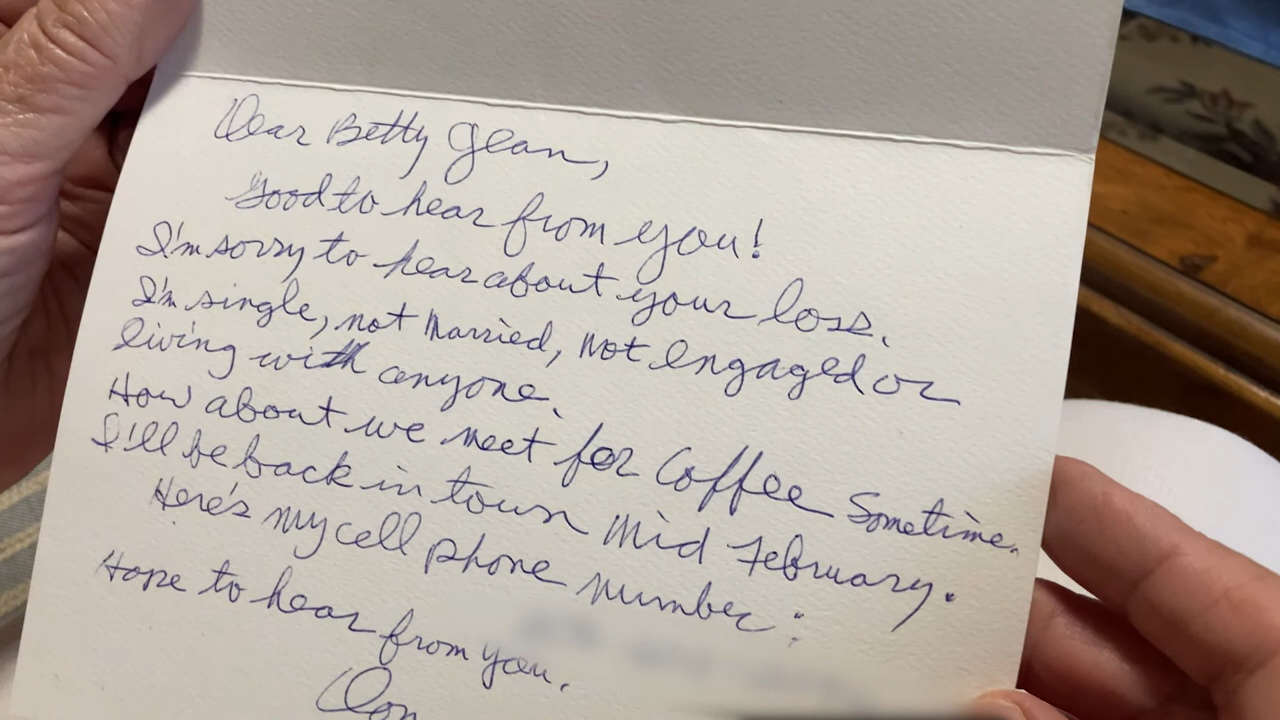 Dear Betty Jean,
Good to hear from you!
I'm sorry to hear about your loss.
I'm single, not Married, Not engaged or
living with anyone.
How about we meet for Coffee Sometime.
I'll be back in town Mid February.
Here's my cell phone number:
Hope to hear from you.